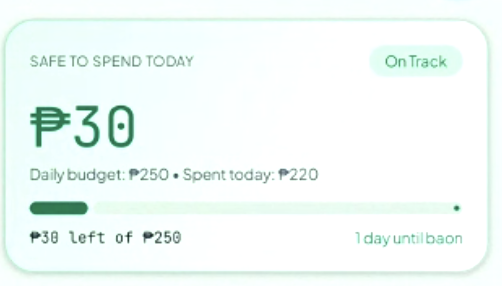 SAFE TO SPEND TODAY
On Track
₱30
Daily budget: ₱250 • Spent today: ₱220
₱30 left of ₱250
1 day until baon